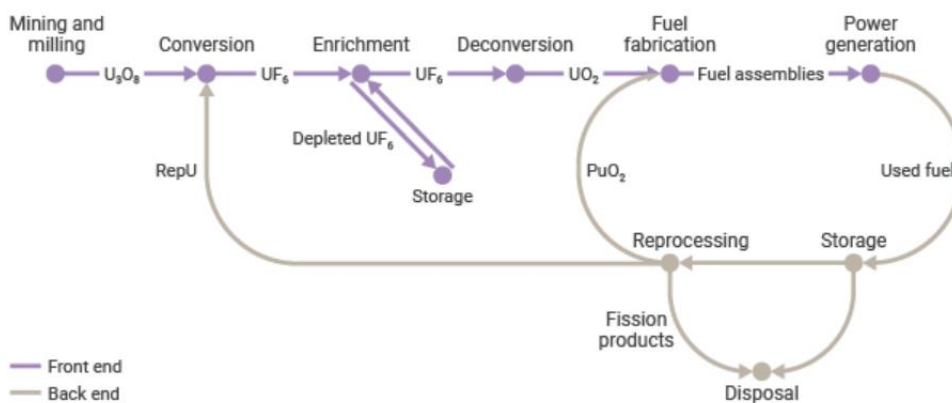 Mining and
milling
Conversion
Enrichment
Deconversion
Fuel
fabrication
Power
generation
U₃O₈
UF₆
UF₆
UO₂
Fuel assemblies
Depleted UF₆
Storage
RepU
PuO₂
Used fuel
Reprocessing
Storage
Fission
products
Disposal
Front end
Back end